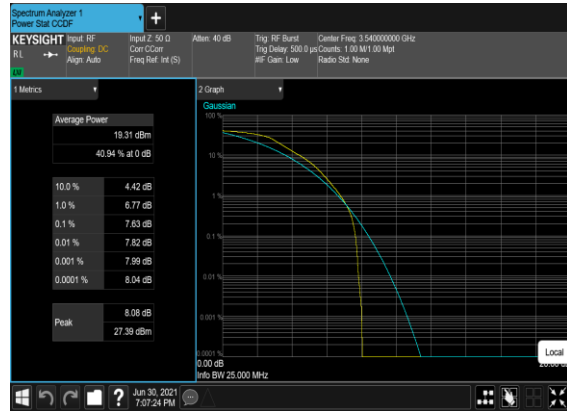 Spectrum Analyzer 1
Power Stat CCDF
KEYSIGHT
RL
Input: RF
Coupling: DC
Align: Auto
Input Z: 50 Ω
Corr CCorr
Freq Ref: Int (S)
Atten: 40 dB
Trig: RF Burst
Trig Delay: 500.0 µs
#IF Gain: Low
Center Freq: 3.540000000 GHz
Counts: 1.00 M/1.00 Mpt
Radio Std: None
1 Metrics
Average Power
19.31 dBm
40.94 % at 0 dB
10.0 % 4.42 dB
1.0 % 6.77 dB
0.1 % 7.63 dB
0.01 % 7.82 dB
0.001 % 7.99 dB
0.0001 % 8.04 dB
Peak
8.08 dB
27.39 dBm
2 Graph
Gaussian
100 %
10 %
1 %
0.1 %
0.01 %
0.001 %
0.0001 %
0.00 dB
Info BW 25.000 MHz
Local
?
Jun 30, 2021
7:07:24 PM